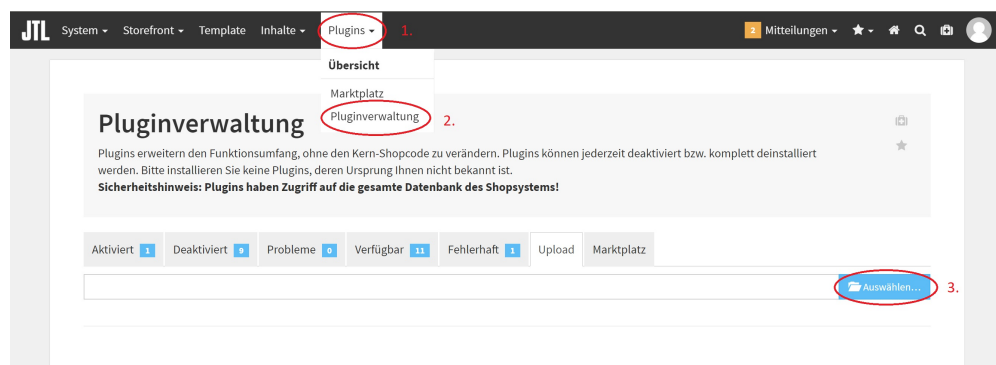 JTL System Storefront Template Inhalte Plugins 1. 2 Mitteilungen
Übersicht
Marktplatz
Pluginverwaltung 2.
Pluginverwaltung
Plugins erweitern den Funktionsumfang, ohne den Kern-Shopcode zu verändern. Plugins können jederzeit deaktiviert bzw. komplett deinstalliert
werden. Bitte installieren Sie keine Plugins, deren Ursprung Ihnen nicht bekannt ist.
Sicherheitshinweis: Plugins haben Zugriff auf die gesamte Datenbank des Shopsystems!
Aktiviert 1 Deaktiviert 9 Probleme 0 Verfügbar 11 Fehlerhaft 1 Upload Marktplatz
Auswählen... 3.